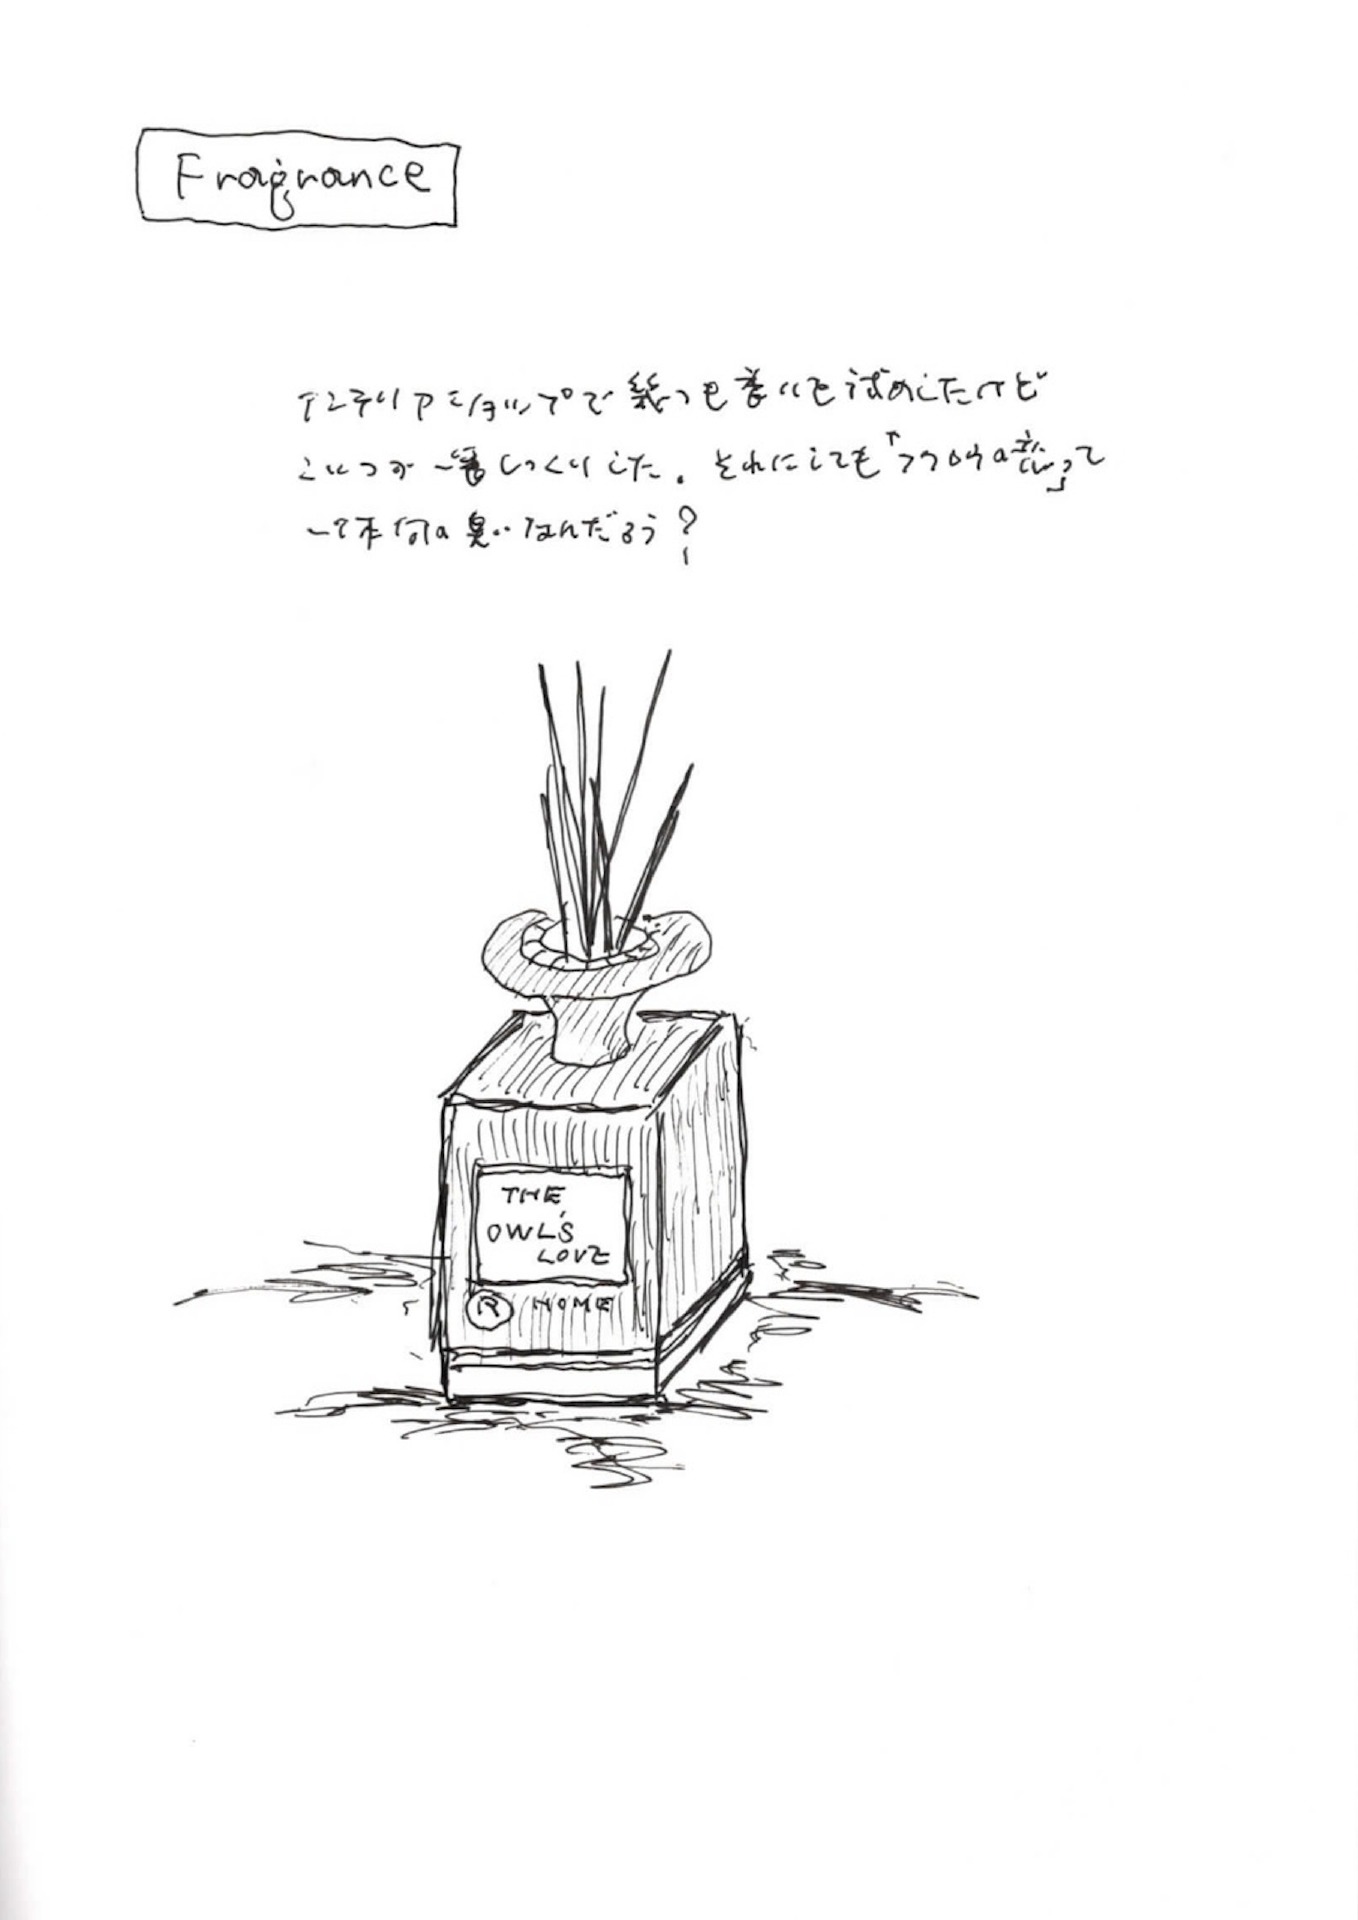 Fragrance
インテリアショップで幾つも香いを試めしたけど
こいつが一番しっくりした。それにしても「フクロウの恋」って
一体何の臭いなんだろう?
THE
OWL'S
LOVE
R HOME